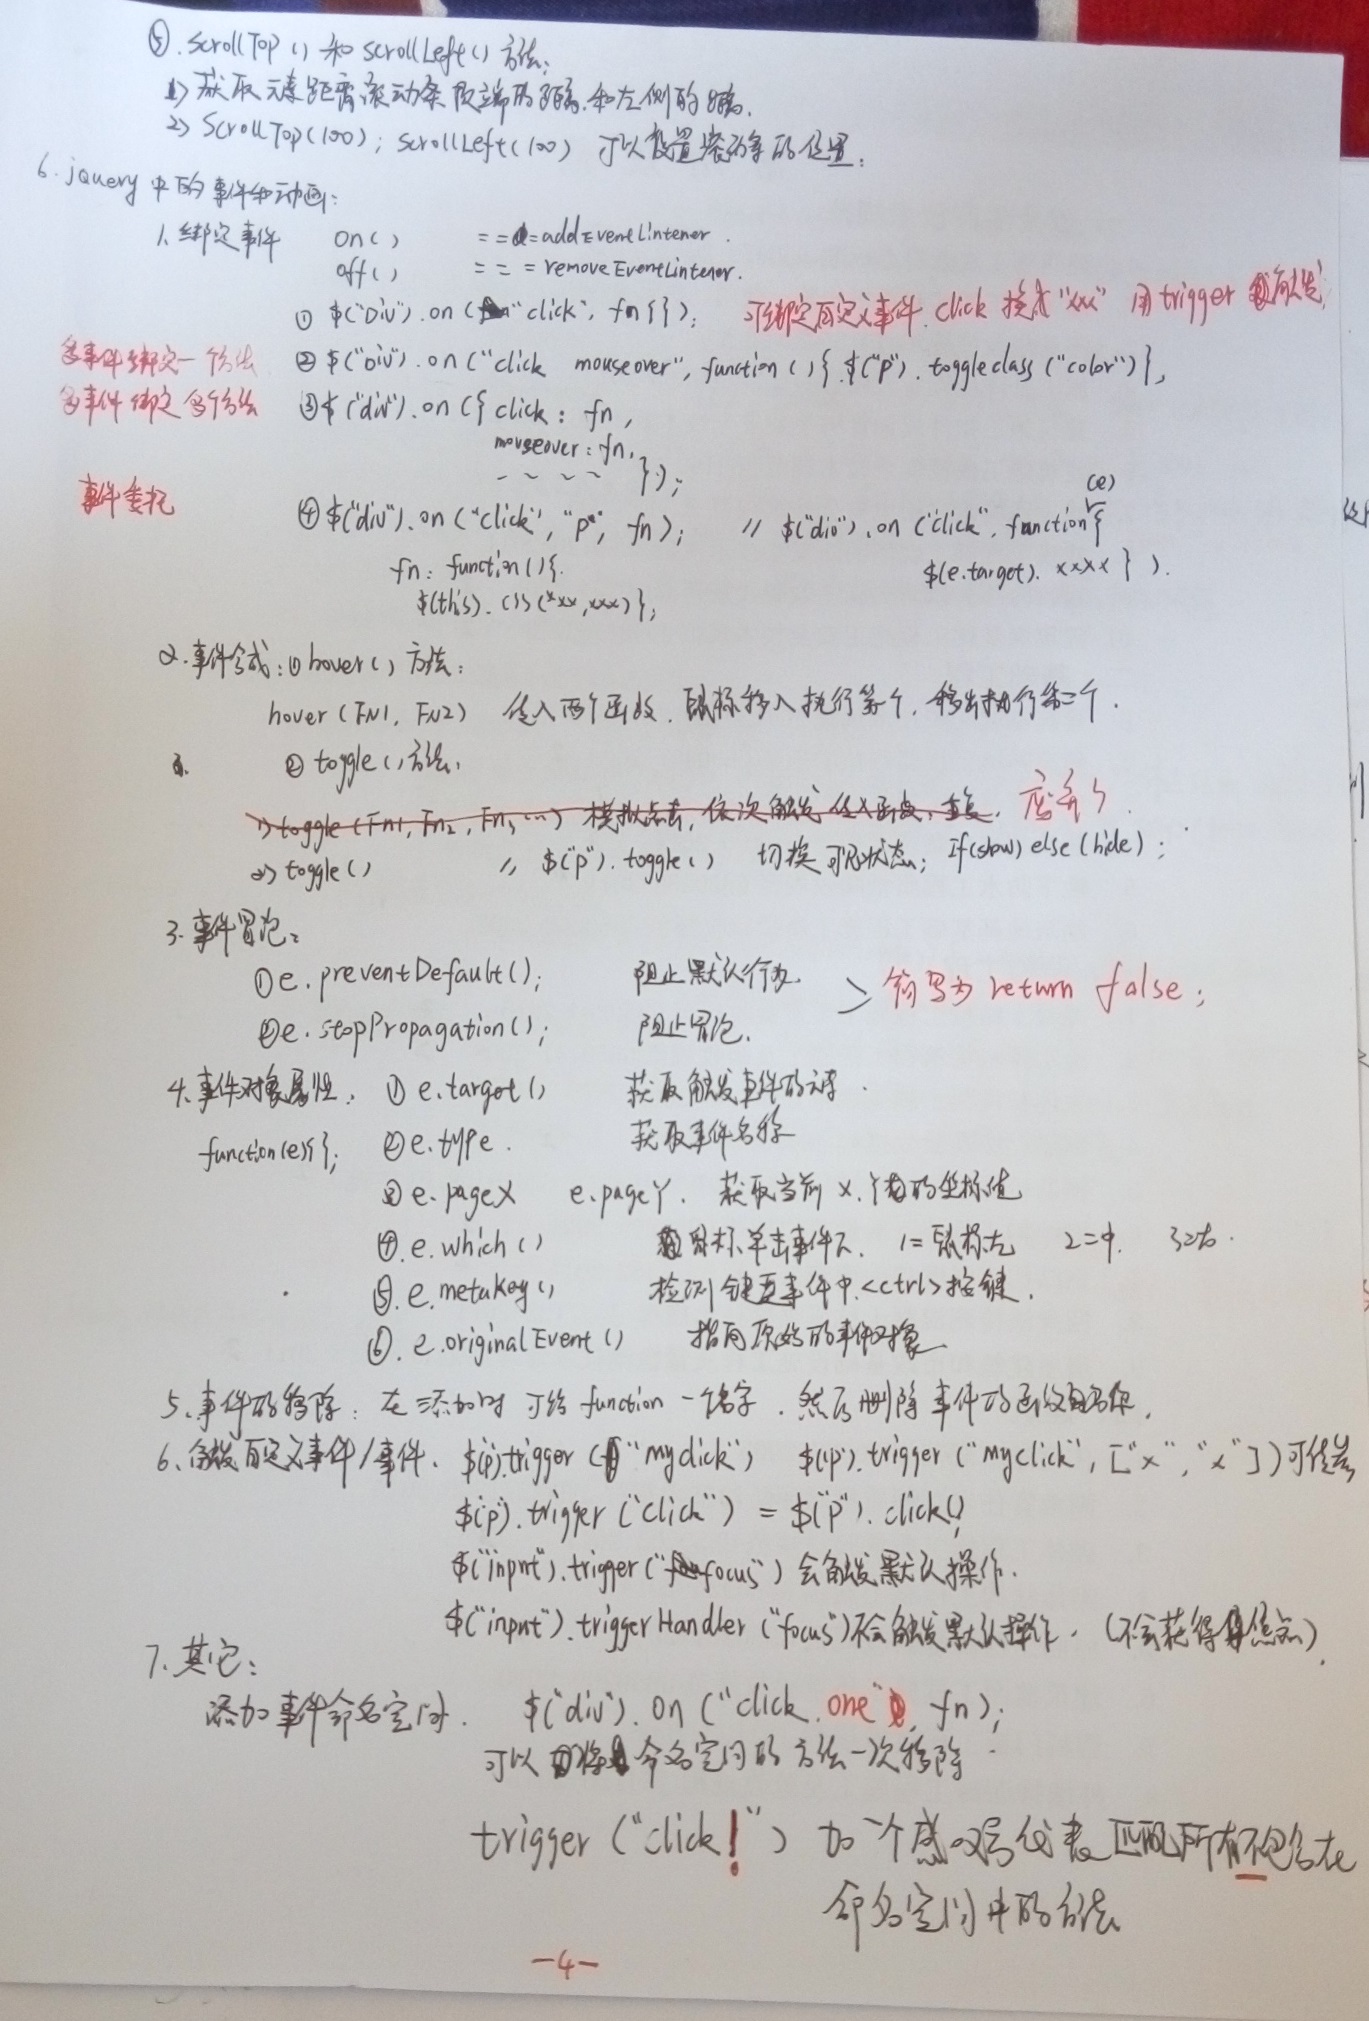 ⑤.scrollTop() 和 scrollLeft() 方法:
1> 获取元素距离滚动条顶端的距离.和左侧的距离.
2> ScrollTop(100); scrollLeft(100) 可以设置滚动条的位置;
6.jquery 中的事件和动画:
1.绑定事件 on() ===addEventLintener.
off() ===removeEventLintener.
① $("Div").on("click", fn{}); 可绑定自定义事件.click 换成"xxx" 用trigger 触发;
多事件绑定一个方法 ② $("Div").on("click mouseover", function(){.$("p").toggleclass("color")},
多事件绑定多个方法 ③$("div").on({ click: fn,
mouseover: fn,
~ ~ ~ ~ });
事件委托 ④$("div").on("click", "p", fn); // $("div").on("click", function(e){
fn: function(){. $(e.target). xxxx } ).
$(this).css(xxx,xxx)};
2.事件合成:①hover()方法:
hover(FN1, FN2) 传入两个函数.鼠标移入执行第一个,移出执行第二个.
3. ②toggle()方法.
1>toggle(Fn1, Fn2, Fn3...) 模拟点击,依次触发传入函数,重复. 废弃了.
2> toggle() // $("p").toggle() 切换可见状态; If(show) else(hide);
3.事件冒泡:
①e.preventDefault(); 阻止默认行为. > 简写为 return false;
②e.stopPropagation(); 阻止冒泡.
4.事件对象属性. ① e.target() 获取触发事件的元素.
function(e){}; ②e.type. 获取事件名称
③e.pageX e.pageY. 获取当前 x.Y轴的坐标值
④.e.which() 鼠标单击事件下. 1=鼠标左 2=中. 3=右.
⑤.e.metaKey() 检测键盘事件中.<ctrl>按键.
⑥.e.originalEvent() 指向原始的事件对象
5.事件的移除: 在添加时 可给 function 一个名字.然后删除事件的函数名称.
6.触发自定义事件/事件. $(p).trigger("myclick") $("p").trigger("myclick", ["x", "x"])可传参
$("p").trigger("click") = $("p").click();
$("input").trigger("focus")会触发默认操作.
$("input").triggerHandler("focus")不会触发默认操作.(不会获得焦点).
7.其它:
添加事件命名空间. $("div").on("click.one", fn);
可以将命名空间的方法一次移除
trigger("click!") 加一个感叹号代表匹配所有不包含在
命名空间中的方法
-4-